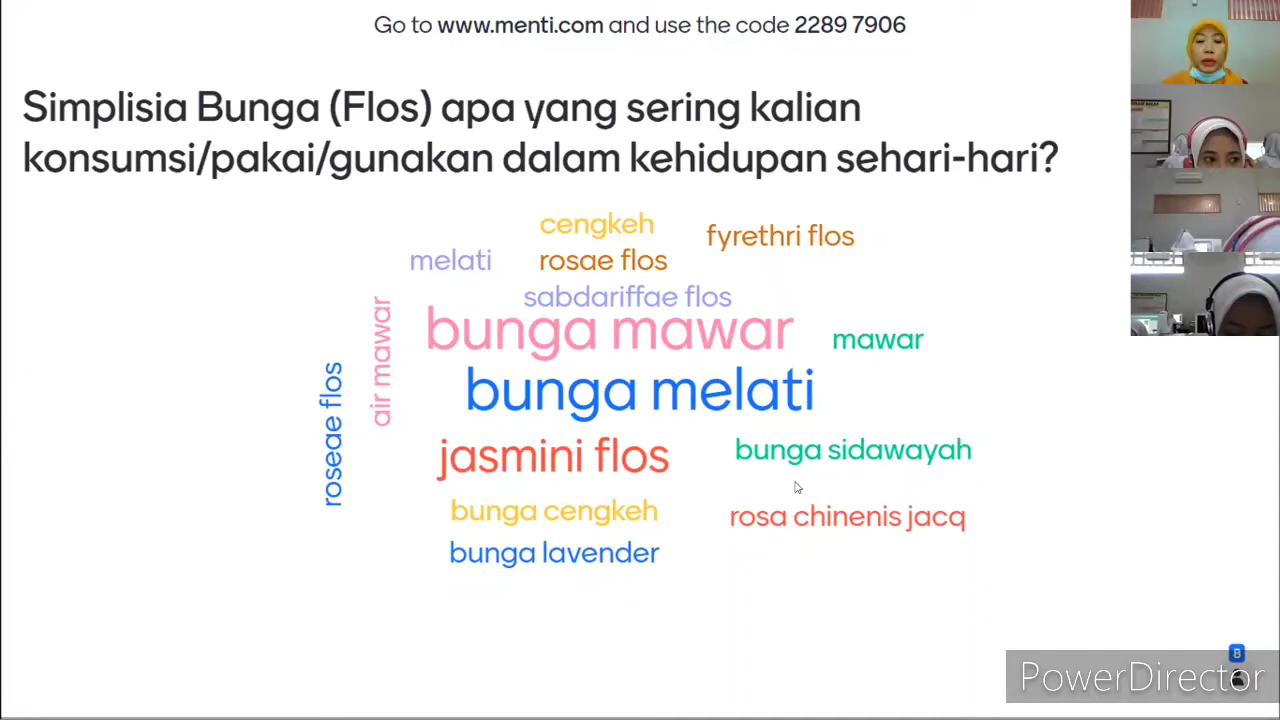 Go to www.menti.com and use the code 2289 7906
Simplisia Bunga (Flos) apa yang sering kalian
konsumsi/pakai/gunakan dalam kehidupan sehari-hari?
cengkeh
fyrethri flos
melati
rosae flos
sabdariffae flos
air mawar
bunga mawar
mawar
roseae flos
bunga melati
jasmini flos
bunga sidawayah
bunga cengkeh
rosa chinenis jacq
bunga lavender
PowerDirector